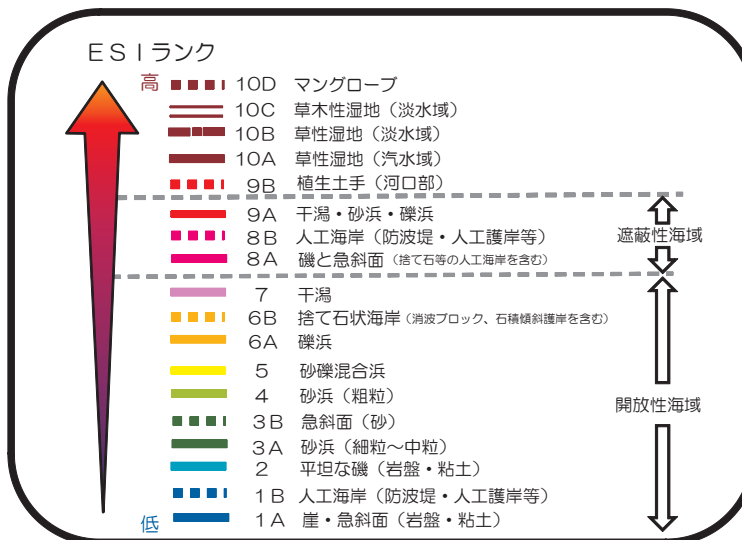 ESIランク
高 10D マングローブ
10C 草木性湿地（淡水域）
10B 草性湿地（淡水域）
10A 草性湿地（汽水域）
9B 植生土手（河口部）
9A 干潟・砂浜・礫浜
8B 人工海岸（防波堤・人工護岸等）
遮蔽性海域
8A 磯と急斜面（捨て石等の人工海岸を含む）
7 干潟
6B 捨て石状海岸（消波ブロック、石積傾斜護岸を含む）
6A 礫浜
5 砂礫混合浜
4 砂浜（粗粒）
開放性海域
3B 急斜面（砂）
3A 砂浜（細粒～中粒）
2 平坦な磯（岩盤・粘土）
1B 人工海岸（防波堤・人工護岸等）
低 1A 崖・急斜面（岩盤・粘土）